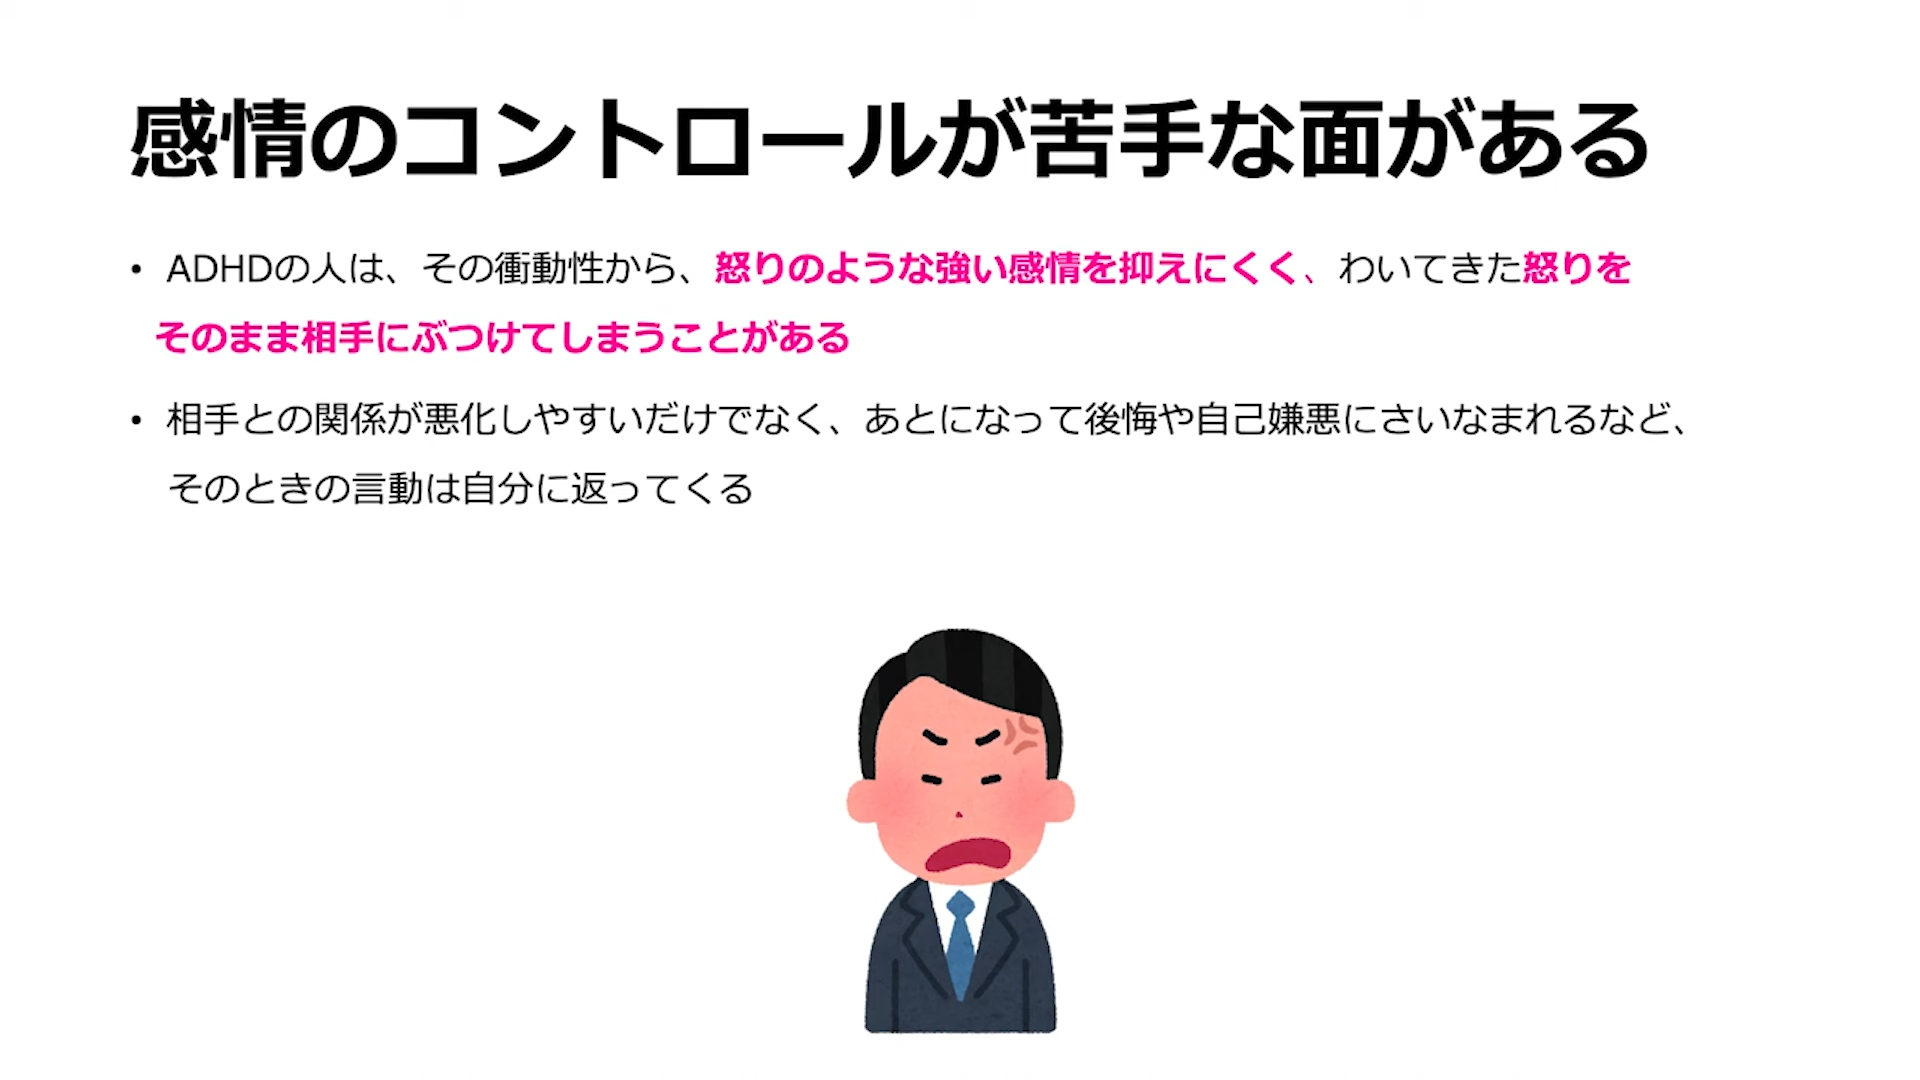 感情のコントロールが苦手な面がある
• ADHDの人は、その衝動性から、怒りのような強い感情を抑えにくく、わいてきた怒りを
そのまま相手にぶつけてしまうことがある
• 相手との関係が悪化しやすいだけでなく、あとになって後悔や自己嫌悪にさいなまれるなど、
そのときの言動は自分に返ってくる